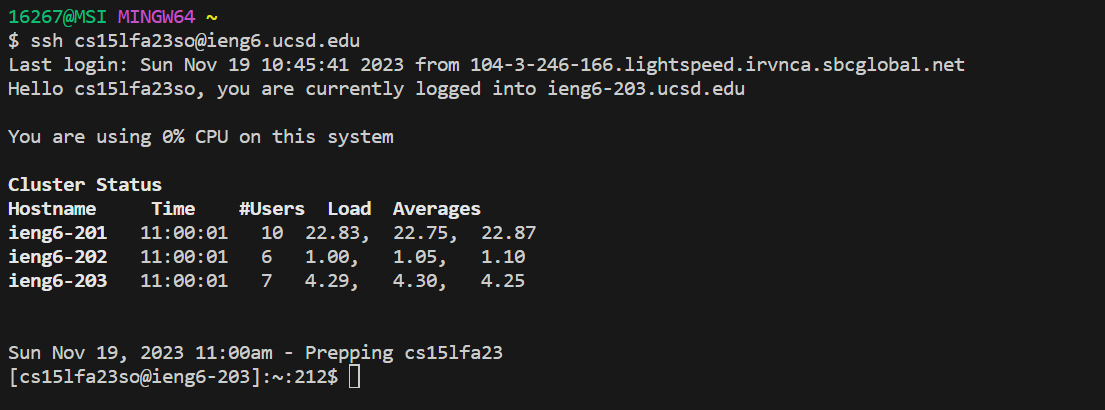 16267@MSI MINGW64 ~
$ ssh cs15lfa23so@ieng6.ucsd.edu
Last login: Sun Nov 19 10:45:41 2023 from 104-3-246-166.lightspeed.irvnca.sbcglobal.net
Hello cs15lfa23so, you are currently logged into ieng6-203.ucsd.edu
You are using 0% CPU on this system
Cluster Status
Hostname     Time    #Users  Load  Averages
ieng6-201   11:00:01   10  22.83,  22.75,  22.87
ieng6-202   11:00:01   6   1.00,   1.05,   1.10
ieng6-203   11:00:01   7   4.29,   4.30,   4.25
Sun Nov 19, 2023 11:00am - Prepping cs15lfa23
[cs15lfa23so@ieng6-203]:~:212$